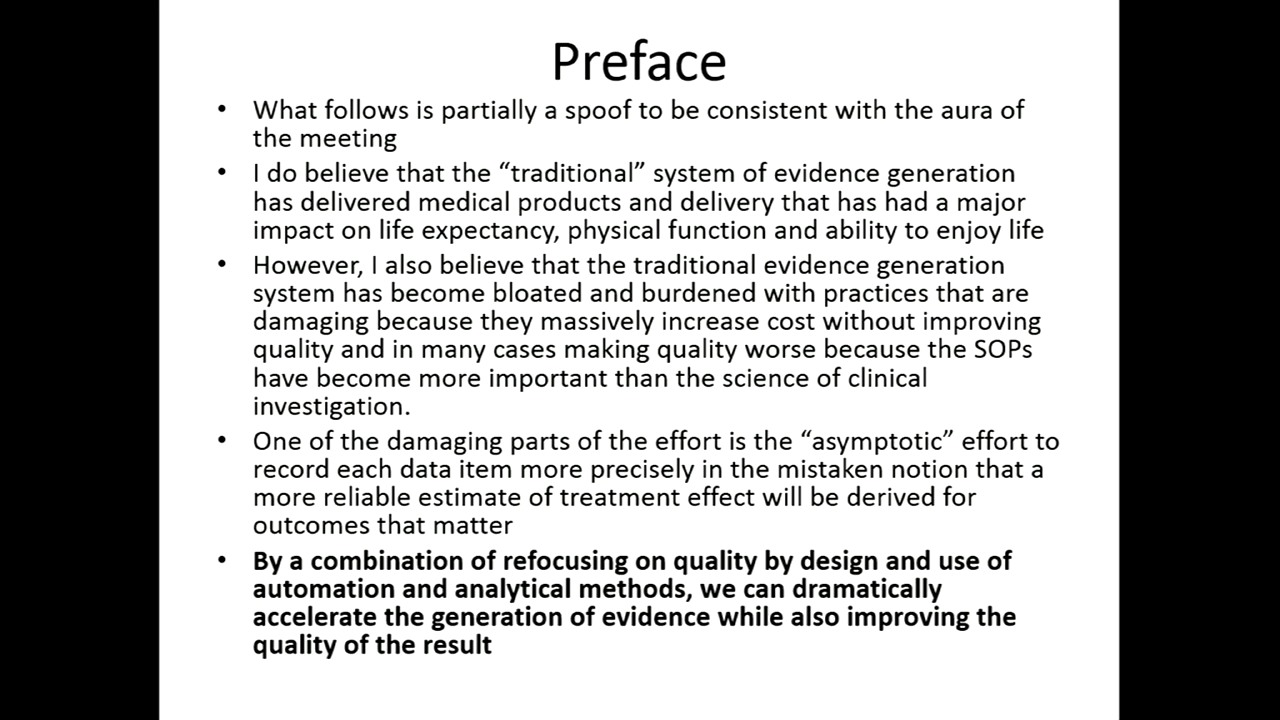 Preface
• What follows is partially a spoof to be consistent with the aura of
the meeting
• I do believe that the “traditional” system of evidence generation
has delivered medical products and delivery that has had a major
impact on life expectancy, physical function and ability to enjoy life
• However, I also believe that the traditional evidence generation
system has become bloated and burdened with practices that are
damaging because they massively increase cost without improving
quality and in many cases making quality worse because the SOPs
have become more important than the science of clinical
investigation.
• One of the damaging parts of the effort is the “asymptotic” effort to
record each data item more precisely in the mistaken notion that a
more reliable estimate of treatment effect will be derived for
outcomes that matter
• By a combination of refocusing on quality by design and use of
automation and analytical methods, we can dramatically
accelerate the generation of evidence while also improving the
quality of the result